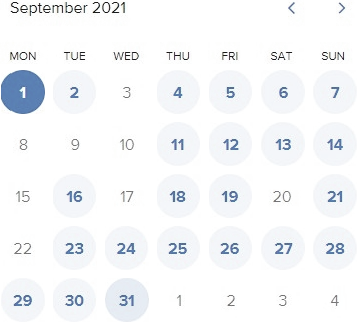 September 2021 < >
MON TUE WED THU FRI SAT SUN
1 2 3 4 5 6 7
8 9 10 11 12 13 14
15 16 17 18 19 20 21
22 23 24 25 26 27 28
29 30 31 1 2 3 4